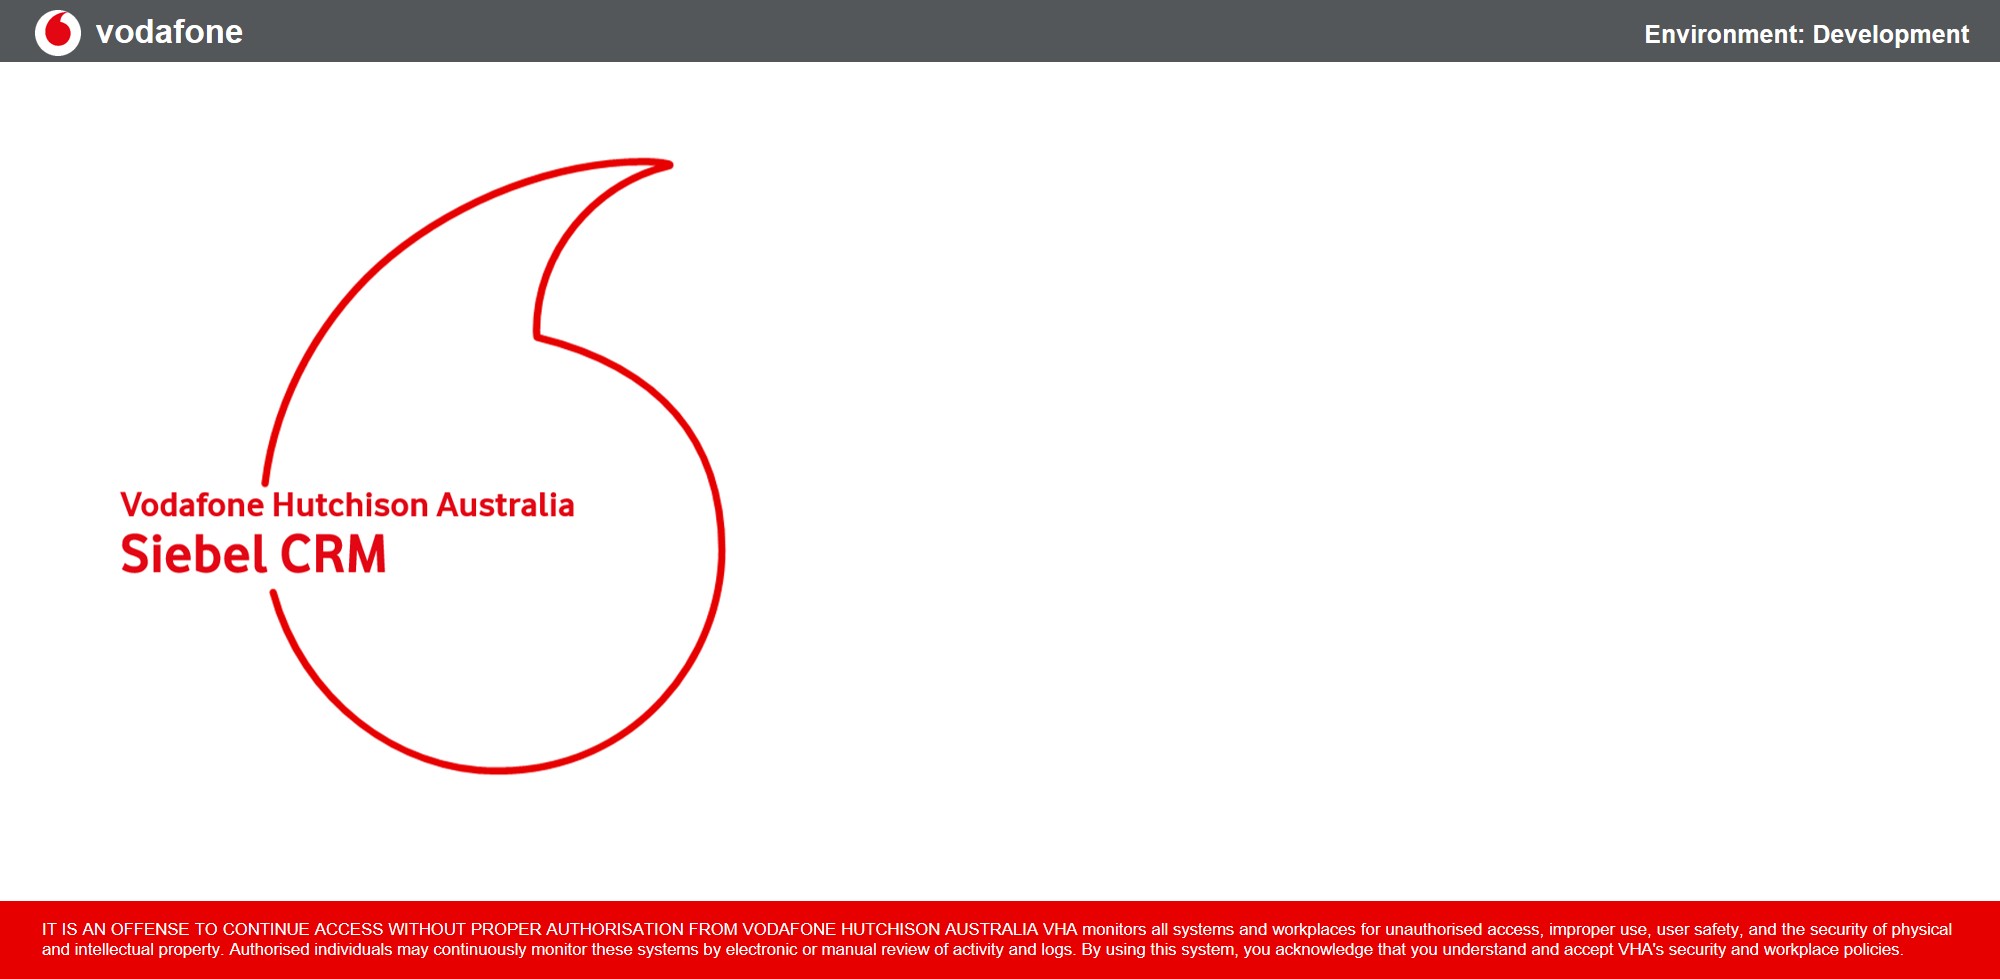 vodafone
Environment: Development
Vodafone Hutchison Australia
Siebel CRM
IT IS AN OFFENSE TO CONTINUE ACCESS WITHOUT PROPER AUTHORISATION FROM VODAFONE HUTCHISON AUSTRALIA VHA monitors all systems and workplaces for unauthorised access, improper use, user safety, and the security of physical
and intellectual property. Authorised individuals may continuously monitor these systems by electronic or manual review of activity and logs. By using this system, you acknowledge that you understand and accept VHA's security and workplace policies.